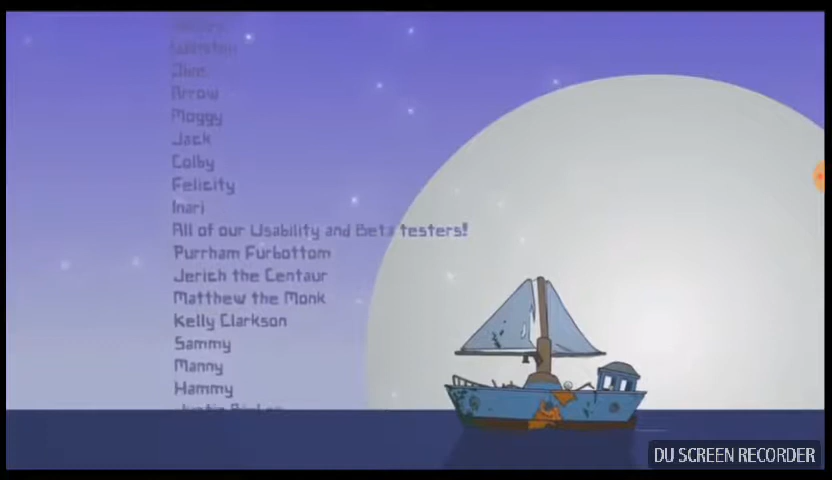 Winston
Jinx
Arrow
Moggy
Jack
Colby
Felicity
Inari
All of our Usability and Beta testers!
Purrham Furbottom
Jerich the Centaur
Matthew the Monk
Kelly Clarkson
Sammy
Manny
Hammy
DU SCREEN RECORDER